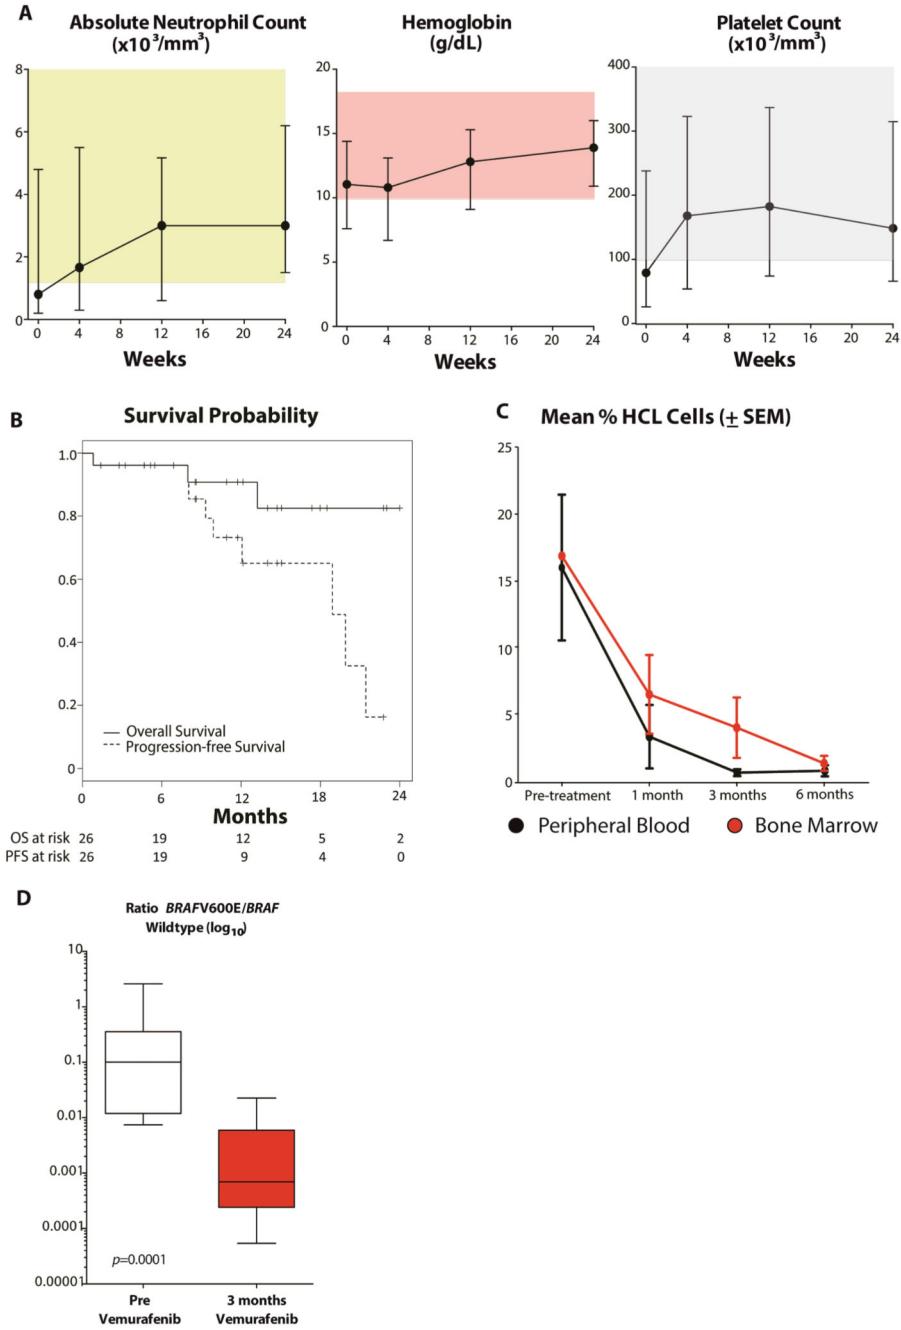 A
Absolute Neutrophil Count
(x10³/mm³)
8
6
4
2
0
0 4 8 12 16 20 24
Weeks
Hemoglobin
(g/dL)
20
15
10
5
0
0 4 8 12 16 20 24
Weeks
Platelet Count
(x10³/mm³)
400
300
200
100
0
0 4 8 12 16 20 24
Weeks
B
Survival Probability
1.0
0.8
0.6
0.4
0.2
0
Overall Survival
Progression-free Survival
0 6 12 18 24
Months
OS at risk 26 19 12 5 2
PFS at risk 26 19 9 4 0
C
Mean % HCL Cells (± SEM)
25
20
15
10
5
0
Pre-treatment 1 month 3 months 6 months
Peripheral Blood Bone Marrow
D
Ratio BRAFV600E/BRAF
Wildtype (log10)
10
1
0.1
0.01
0.001
0.0001
0.00001
p=0.0001
Pre
Vemurafenib
3 months
Vemurafenib